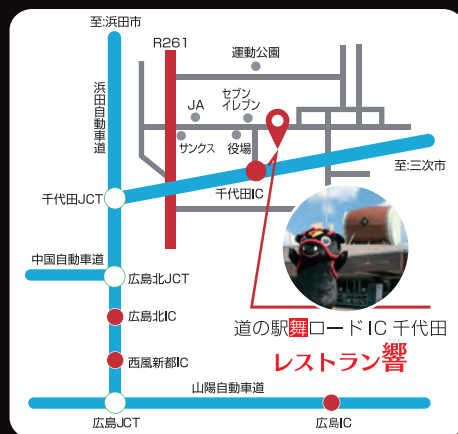 至:浜田市
R261
運動公園
浜田自動車道
JA
セブン
イレブン
サンクス
役場
至:三次市
千代田IC
千代田JCT
中国自動車道
広島北JCT
広島北IC
道の駅舞ロードIC千代田
西風新都IC
レストラン響
山陽自動車道
広島JCT
広島IC